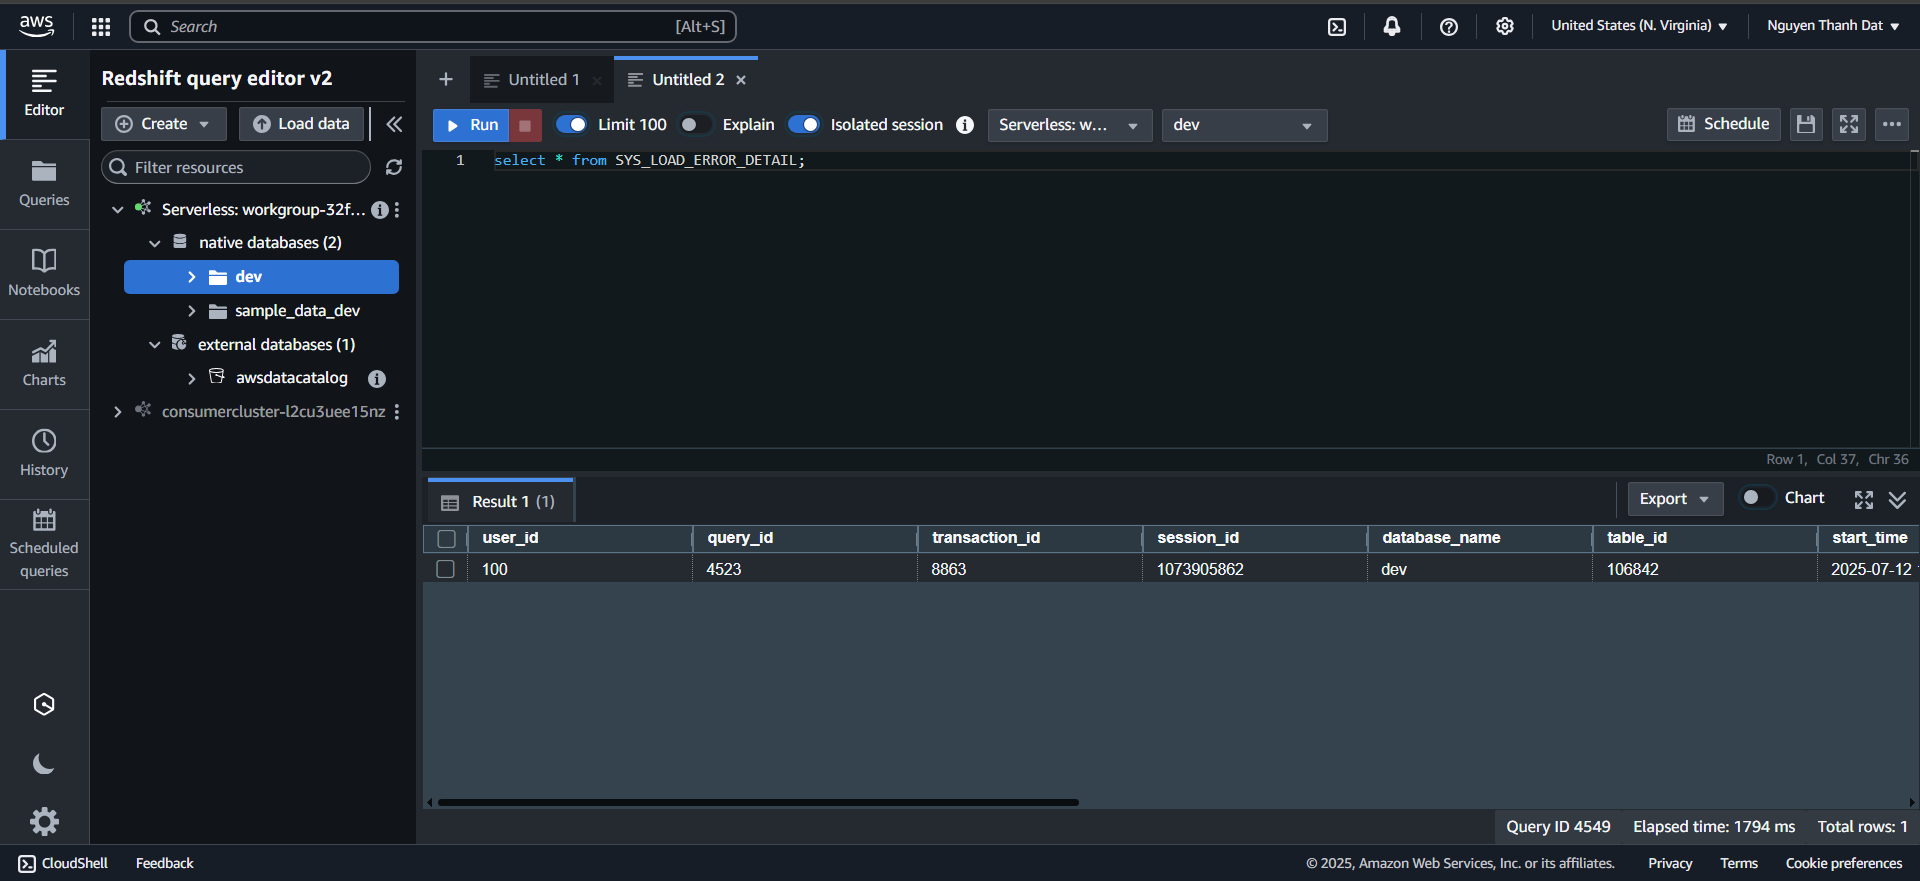 aws
Search [Alt+S]
United States (N. Virginia)
Nguyen Thanh Dat
Editor
Queries
Notebooks
Charts
History
Scheduled
queries
Redshift query editor v2
Create
Load data
Filter resources
Serverless: workgroup-32f...
native databases (2)
dev
sample_data_dev
external databases (1)
awsdatacatalog
consumercluster-l2cu3uee15nz
Untitled 1
Untitled 2
Run
Limit 100
Explain
Isolated session
Serverless: w...
dev
Schedule
1 select * from SYS_LOAD_ERROR_DETAIL;
Row 1, Col 37, Chr 36
Result 1 (1)
Export
Chart
user_id query_id transaction_id session_id database_name table_id start_time
100 4523 8863 1073905862 dev 106842 2025-07-12
Query ID 4549 Elapsed time: 1794 ms Total rows: 1
CloudShell Feedback
© 2025, Amazon Web Services, Inc. or its affiliates. Privacy Terms Cookie preferences